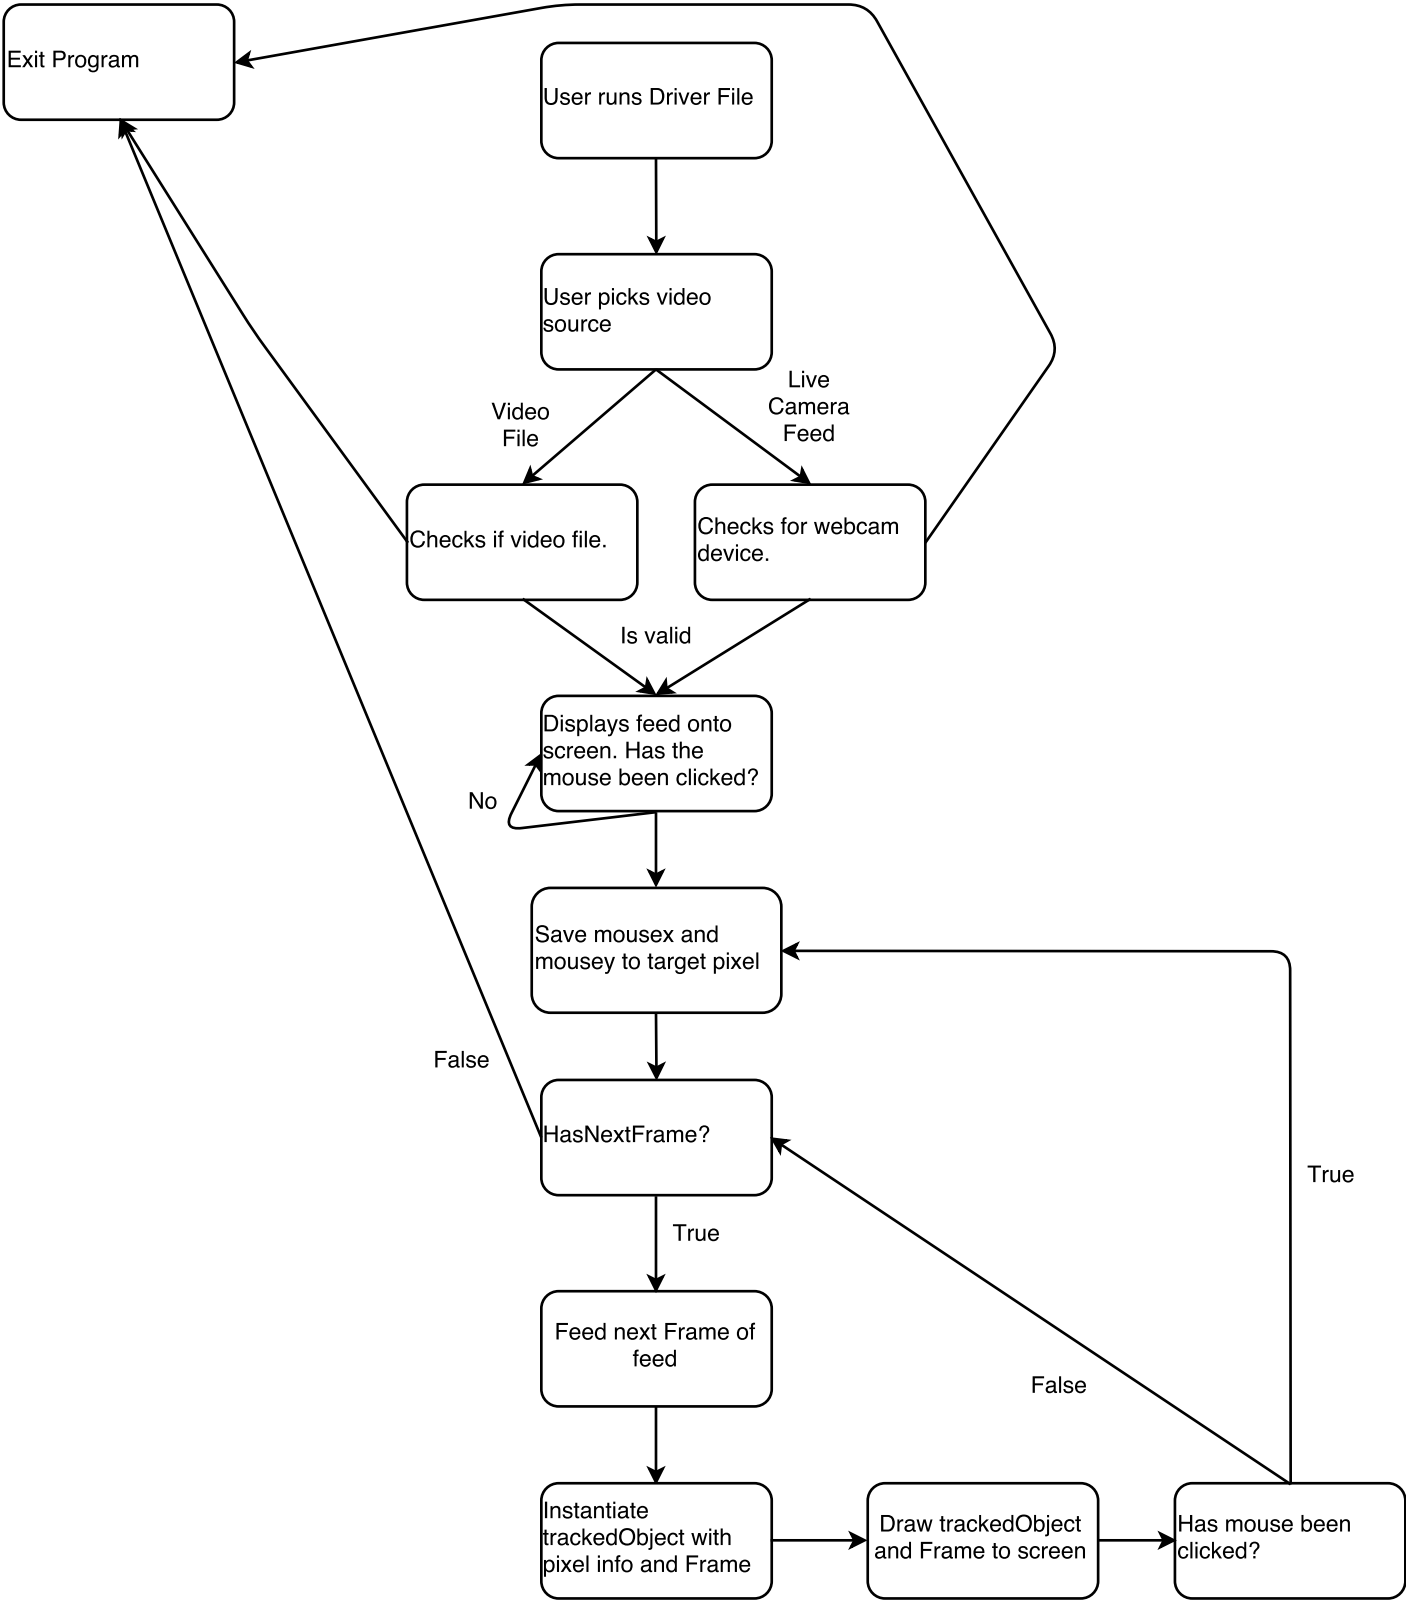 Exit Program
User runs Driver File
User picks video
source
Video
File
Live
Camera
Feed
Checks if video file.
Checks for webcam
device.
Is valid
Displays feed onto
screen. Has the
mouse been clicked?
No
Save mousex and
mousey to target pixel
False
HasNextFrame?
True
True
Feed next Frame of
feed
False
Instantiate
trackedObject with
pixel info and Frame
Draw trackedObject
and Frame to screen
Has mouse been
clicked?